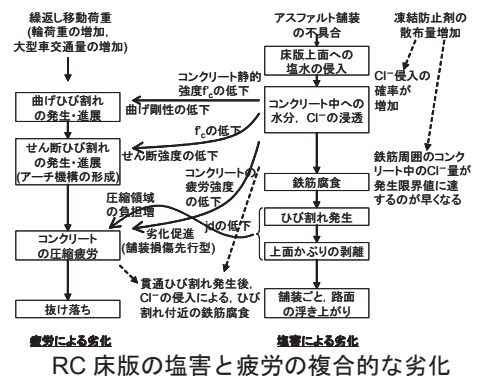 繰返し移動荷重
(輪荷重の増加,
大型車交通量の増加)
アスファルト舗装
の不具合
凍結防止剤の
散布量増加
床版上面への
塩水の侵入
Cl⁻侵入の
確率が
増加
コンクリート静的
強度f'cの低下
曲げひび割れ
の発生・進展
曲げ剛性の低下
コンクリート中への
水分，Cl⁻の浸透
f'cの低下
せん断ひび割れ
の発生・進展
(アーチ機構の形成)
せん断強度の低下
コンクリートの
疲労強度
の低下
鉄筋周囲のコンク
リート中のCl⁻量が
発生限界値に達
するのが早くなる
鉄筋腐食
圧縮領域
の負担増
jdの低下
ひび割れ発生
コンクリート
の圧縮疲労
劣化促進
(舗装損傷先行型)
上面かぶりの剥離
貫通ひび割れ発生後，
Cl⁻の侵入による，ひび
割れ付近の鉄筋腐食
抜け落ち
舗装ごと，路面
の浮き上がり
疲労による劣化
塩害による劣化
RC 床版の塩害と疲労の複合的な劣化